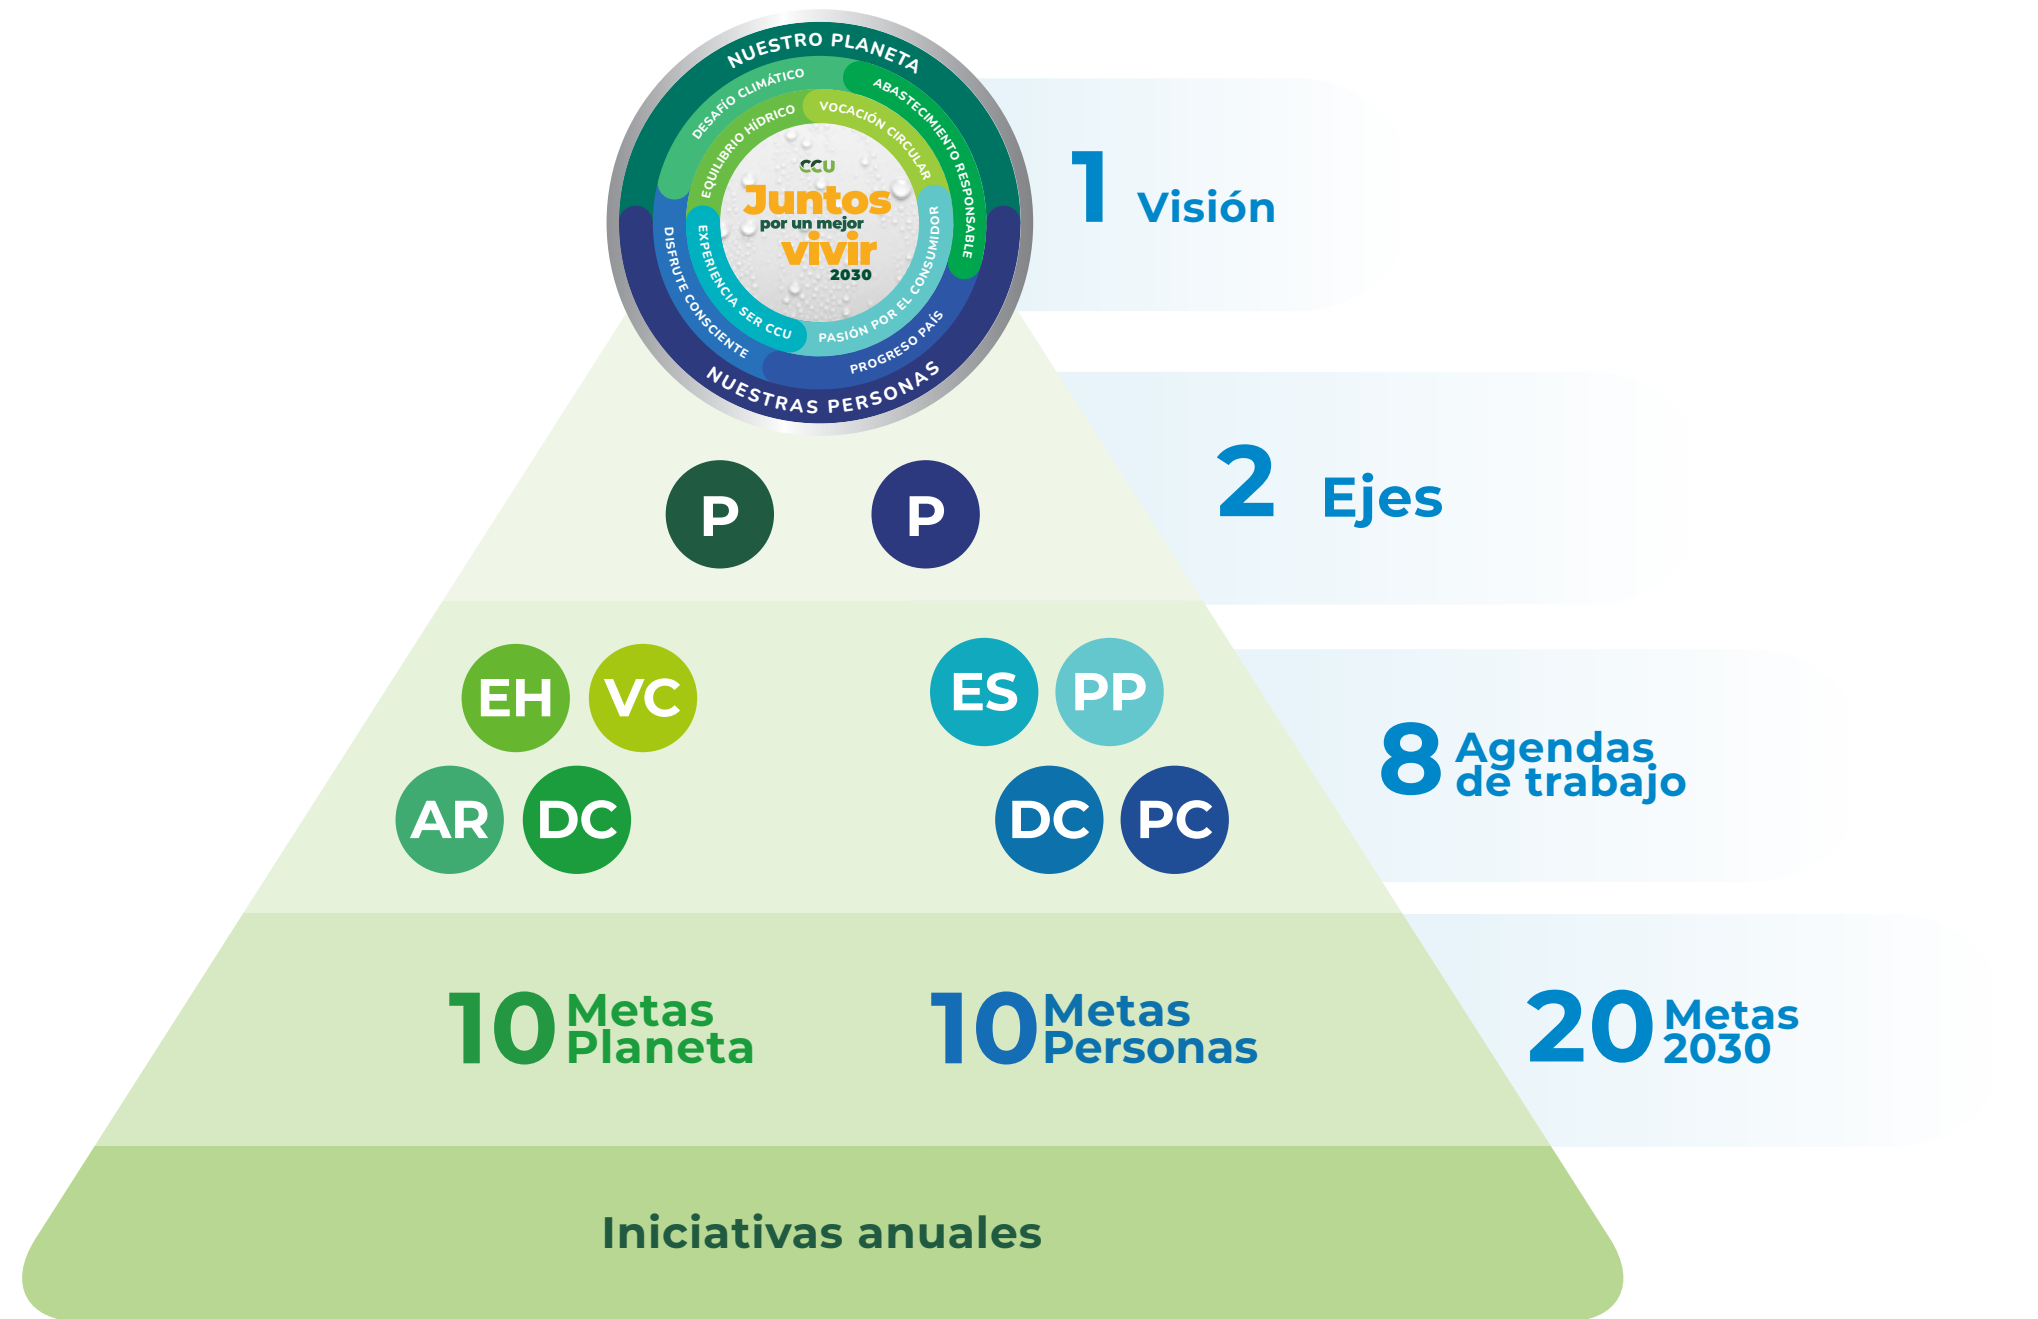 NUESTRO PLANETA
DESAFÍO CLIMÁTICO
ABASTECIMIENTO RESPONSABLE
EQUILIBRIO HÍDRICO
VOCACIÓN CIRCULAR
CCU
Juntos
por un mejor
vivir
2030
EXPERIENCIA SER CCU
PASIÓN POR EL CONSUMIDOR
DISFRUTE CONSCIENTE
PROGRESO PAÍS
NUESTRAS PERSONAS
1 Visión
P P
2 Ejes
EH VC
ES PP
AR DC
DC PC
8 Agendas
de trabajo
10 Metas
Planeta
10 Metas
Personas
20 Metas
2030
Iniciativas anuales